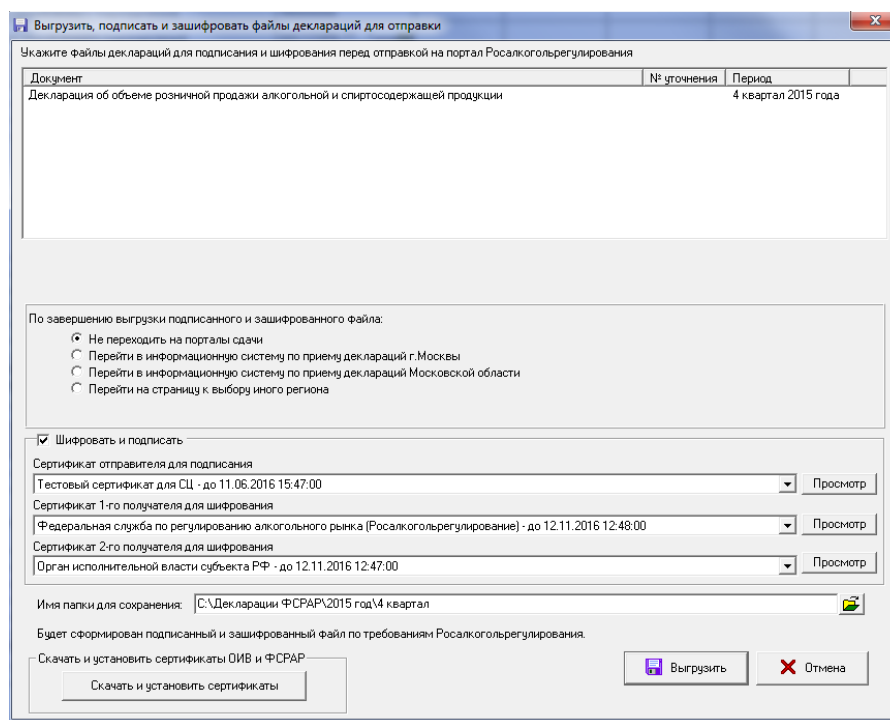 Выгрузить, подписать и зашифровать файлы деклараций для отправки
Укажите файлы деклараций для подписания и шифрования перед отправкой на портал Росалкогольрегулирования
Документ № уточнения Период
Декларация об объеме розничной продажи алкогольной и спиртосодержащей продукции 4 квартал 2015 года
По завершению выгрузки подписанного и зашифрованного файла:
Не переходить на порталы сдачи
Перейти в информационную систему по приему деклараций г.Москвы
Перейти в информационную систему по приему деклараций Московской области
Перейти на страницу к выбору иного региона
Шифровать и подписать
Сертификат отправителя для подписания
Тестовый сертификат для СЦ - до 11.06.2016 15:47:00 Просмотр
Сертификат 1-го получателя для шифрования
Федеральная служба по регулированию алкогольного рынка (Росалкогольрегулирование) - до 12.11.2016 12:48:00 Просмотр
Сертификат 2-го получателя для шифрования
Орган исполнительной власти субъекта РФ - до 12.11.2016 12:47:00 Просмотр
Имя папки для сохранения: C:\Декларации ФСРАР\2015 год\4 квартал
Будет сформирован подписанный и зашифрованный файл по требованиям Росалкогольрегулирования.
Скачать и установить сертификаты ОИВ и ФСРАР
Скачать и установить сертификаты Выгрузить Отмена